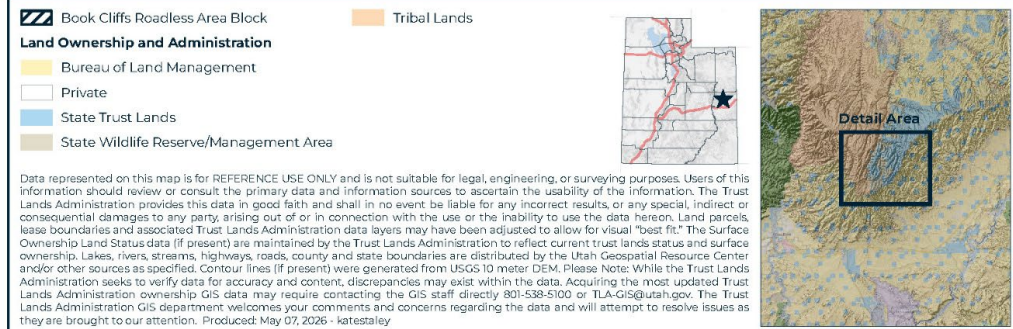 Book Cliffs Roadless Area Block
Tribal Lands
Land Ownership and Administration
Bureau of Land Management
Private
State Trust Lands
State Wildlife Reserve/Management Area
Detail Area
Data represented on this map is for REFERENCE USE ONLY and is not suitable for legal, engineering, or surveying purposes. Users of this
information should review or consult the primary data and information sources to ascertain the usability of the information. The Trust
Lands Administration provides this data in good faith and shall in no event be liable for any incorrect results, or any special, indirect or
consequential damages to any party, arising out of or in connection with the use or the inability to use the data hereon. Land parcels,
lease boundaries and associated Trust Lands Administration data layers may have been adjusted to allow for visual “best fit.” The Surface
Ownership Land Status data (if present) are maintained by the Trust Lands Administration to reflect current trust lands status and surface
ownership. Lakes, rivers, streams, highways, roads, county and state boundaries are distributed by the Utah Geospatial Resource Center
and/or other sources as specified. Contour lines (if present) were generated from USGS 10 meter DEM. Please Note: While the Trust Lands
Administration seeks to verify data for accuracy and content, discrepancies may exist within the data. Acquiring the most updated Trust
Lands Administration ownership GIS data may require contacting the GIS staff directly 801-538-5100 or TLA-GIS@utah.gov. The Trust
Lands Administration GIS department welcomes your comments and concerns regarding the data and will attempt to resolve issues as
they are brought to our attention. Produced: May 07, 2026 - katestaley